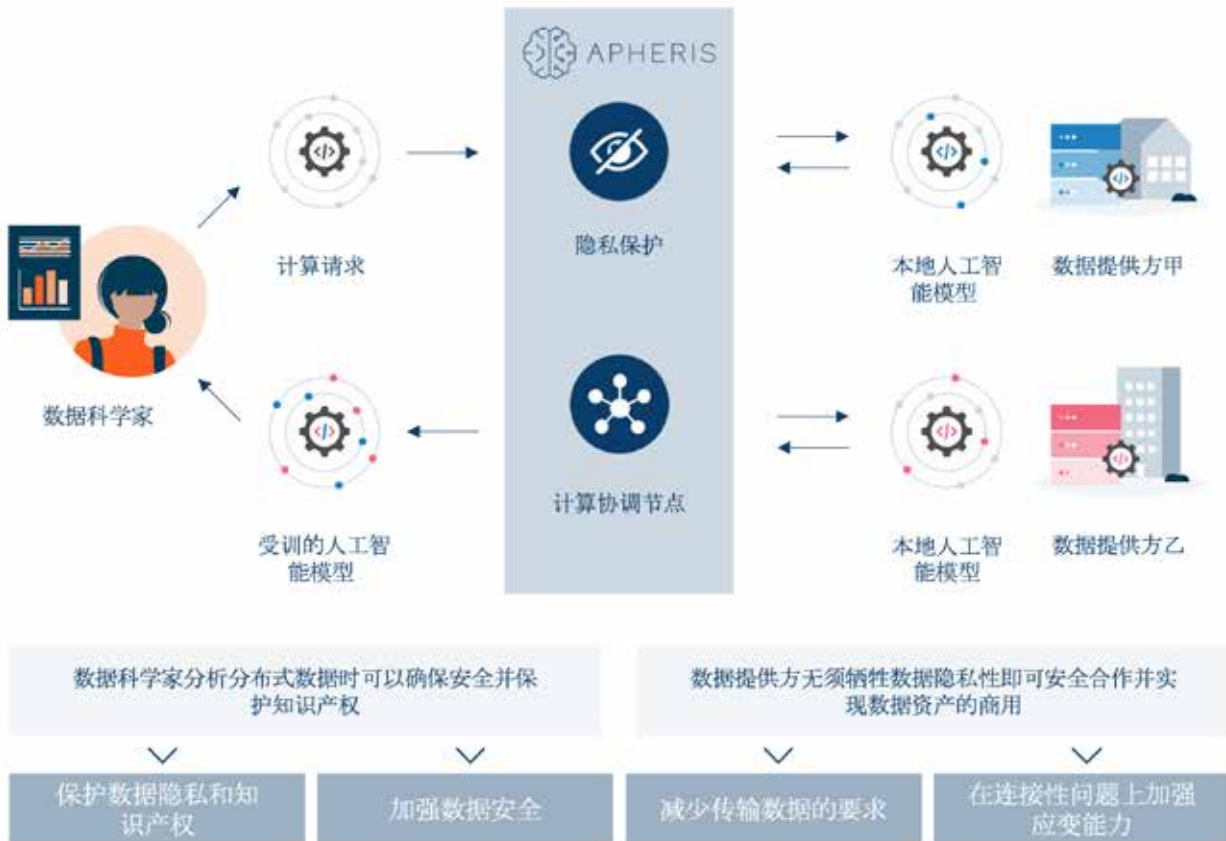 APHERIS
计算请求
隐私保护
本地人工智
能模型
数据提供方甲
数据科学家
受训的人工智
能模型
计算协调节点
本地人工智
能模型
数据提供方乙
数据科学家分析分布式数据时可以确保安全并保
护知识产权
数据提供方无须牺牲数据隐私性即可安全合作并实
现数据资产的商用
保护数据隐私和知
识产权
加强数据安全
减少传输数据的要求
在连接性问题上加强
应变能力